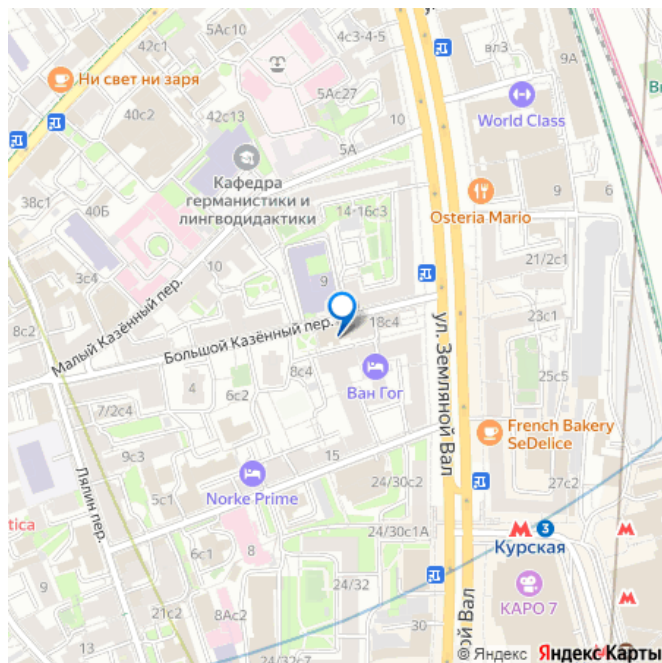 42с1
5Ас10
4с3-4-5
вл3
9А
Ни свет ни заря
5Ас27
World Class
40с2
42с13
10
5А
Кафедра
германистики и
лингводидактики
38с1
40Б
14-16с3
9
6
Osteria Mario
10
9
21/2с1
3с4
Малый Казённый пер.
8с2
Большой Казённый пер.
18с4
ул. Земляной Вал
23с1
8с4
Ван Гог
4
6с2
25с5
7/2с4
French Bakery
SeDelice
9с3
15
Лялин пер.
Norke Prime
24/30с2
27с2
5с1
tica
24/30с1А
3
Курская
6с1
8
24/32
КАРО 7
21с2
8Ас2
ой Вал
13
© Яндекс Яндекс Карты